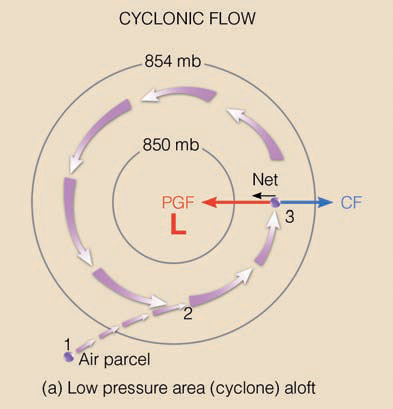 CYCLONIC FLOW
854 mb
850 mb
Net
PGF
CF
L
3
2
1
Air parcel
(a) Low pressure area (cyclone) aloft